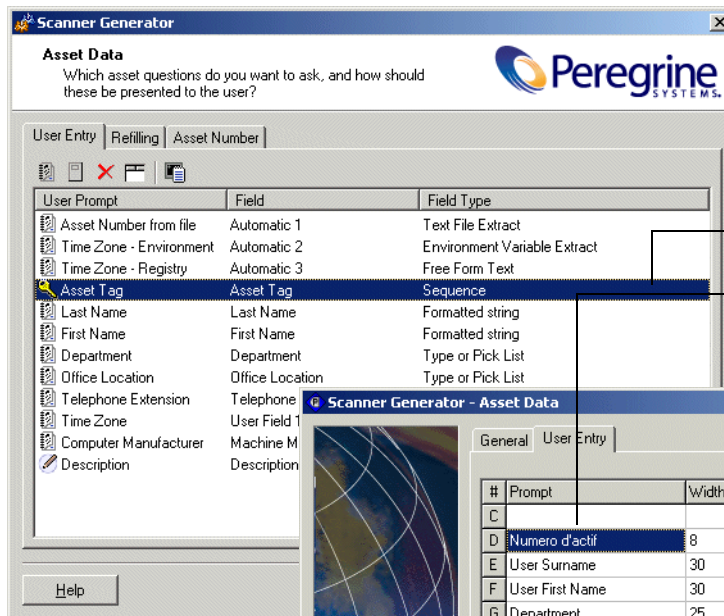 Scanner Generator
Asset Data
Which asset questions do you want to ask, and how should
these be presented to the user?
Peregrine
SYSTEMS.
User Entry Refilling Asset Number
User Prompt Field Field Type
Asset Number from file Automatic 1 Text File Extract
Time Zone - Environment Automatic 2 Environment Variable Extract
Time Zone - Registry Automatic 3 Free Form Text
Asset Tag Asset Tag Sequence
Last Name Last Name Formatted string
First Name First Name Formatted string
Department Department Type or Pick List
Office Location Office Location Type or Pick List
Telephone Extension Telephone
Time Zone User Field 1
Computer Manufacturer Machine M
Description Description
Help
Scanner Generator - Asset Data
General User Entry
# Prompt Width
C
D Numero d'actif 8
E User Surname 30
F User First Name 30
G Department 25